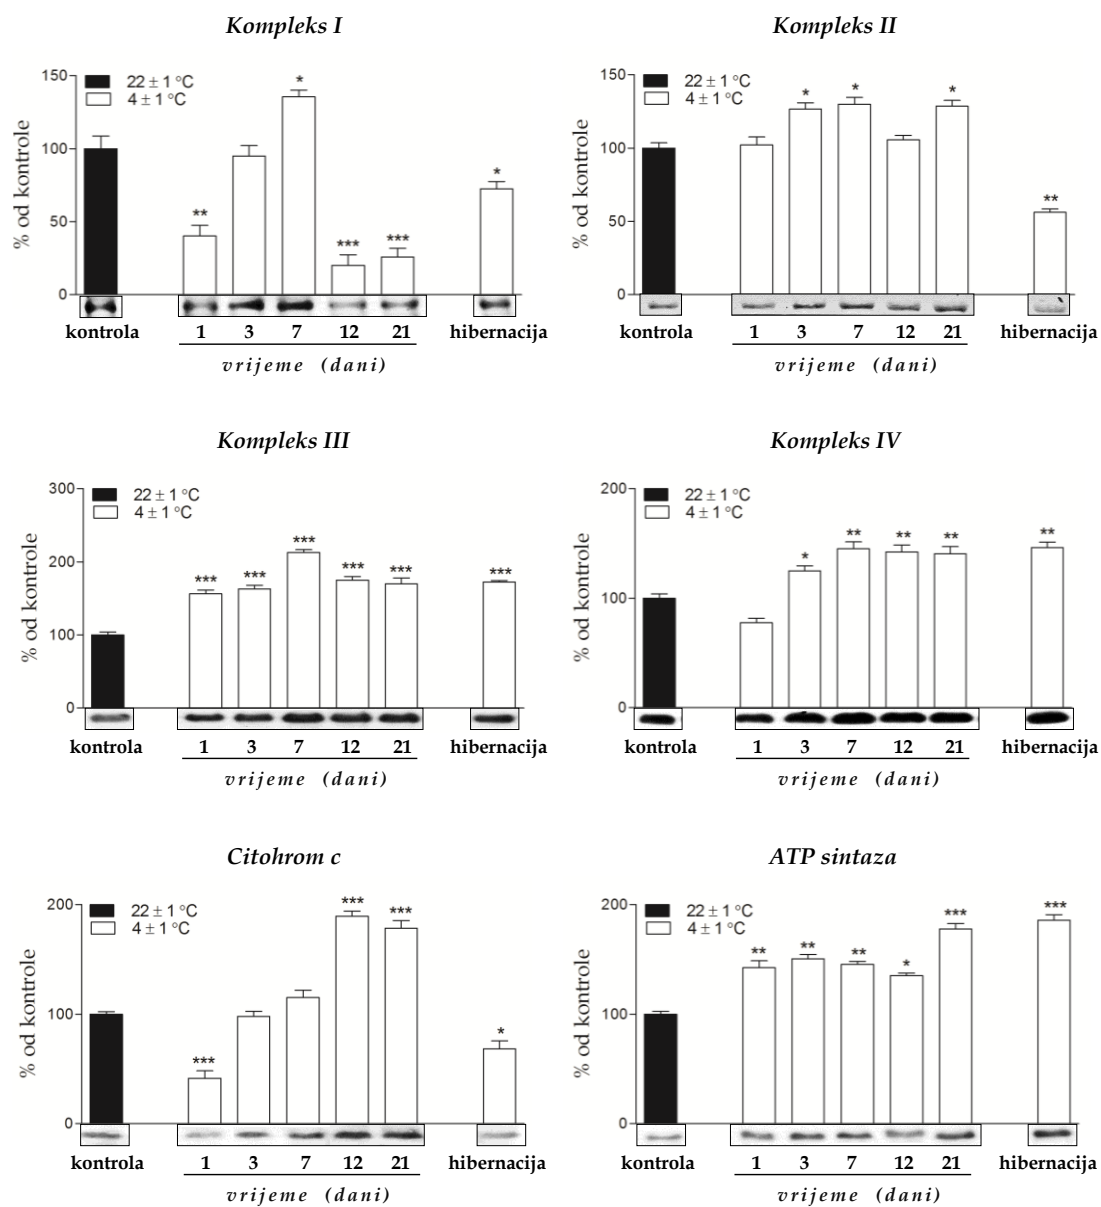 Kompleks I
150
100
50
0
% od kontrole
22 ± 1 °C
4 ± 1 °C
**
*
***
***
*
kontrola
1 3 7 12 21
hibernacija
vrijeme (dani)
Kompleks II
150
100
50
0
% od kontrole
22 ± 1 °C
4 ± 1 °C
*
*
*
**
kontrola
1 3 7 12 21
hibernacija
vrijeme (dani)
Kompleks III
300
200
100
0
% od kontrole
22 ± 1 °C
4 ± 1 °C
***
***
***
***
***
***
kontrola
1 3 7 12 21
hibernacija
vrijeme (dani)
Kompleks IV
200
100
0
% od kontrole
22 ± 1 °C
4 ± 1 °C
*
**
**
**
**
kontrola
1 3 7 12 21
hibernacija
vrijeme (dani)
Citohrom c
200
100
0
% od kontrole
22 ± 1 °C
4 ± 1 °C
***
***
***
*
kontrola
1 3 7 12 21
hibernacija
vrijeme (dani)
ATP sintaza
200
100
0
% od kontrole
22 ± 1 °C
4 ± 1 °C
**
**
**
*
***
***
kontrola
1 3 7 12 21
hibernacija
vrijeme (dani)